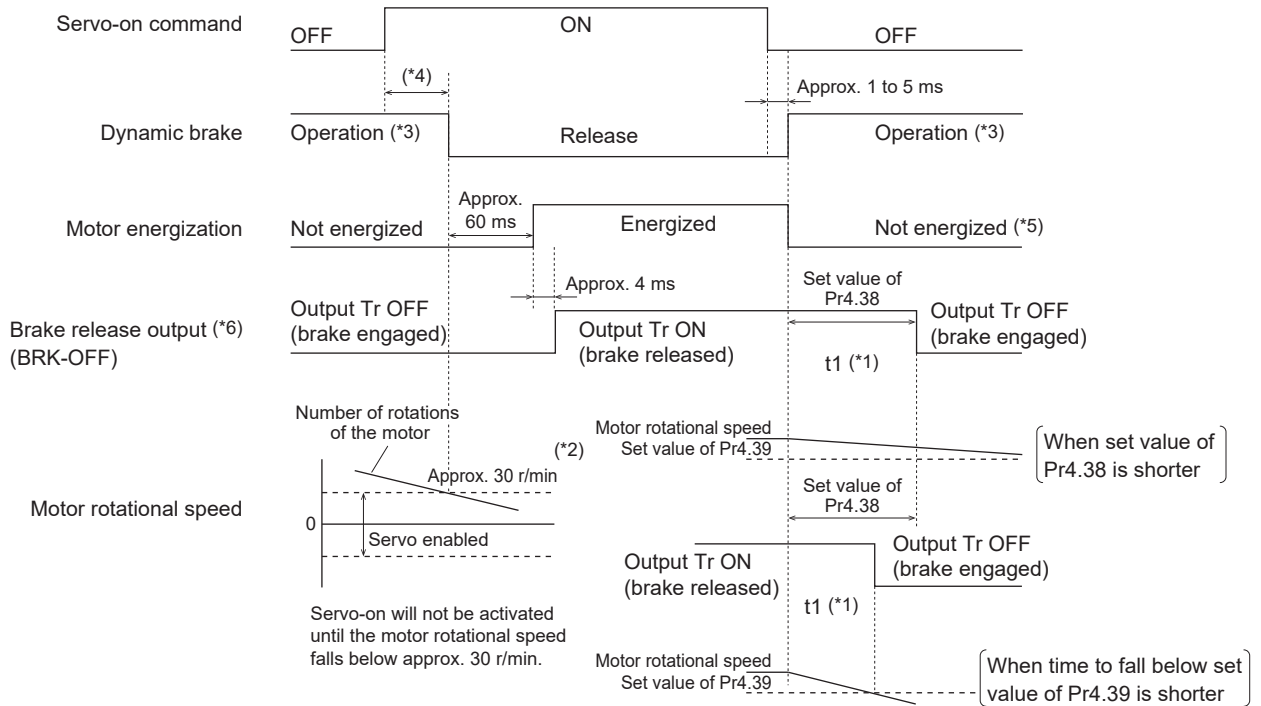 Servo-on command
OFF
ON
OFF
(*4)
Approx. 1 to 5 ms
Dynamic brake
Operation (*3)
Release
Operation (*3)
Motor energization
Not energized
Approx.
60 ms
Energized
Not energized (*5)
Approx. 4 ms
Set value of
Pr4.38
Brake release output (*6)
(BRK-OFF)
Output Tr OFF
(brake engaged)
Output Tr ON
(brake released)
t1 (*1)
Output Tr OFF
(brake engaged)
Motor rotational speed
Number of rotations
of the motor
(*2)
Approx. 30 r/min
0
Servo enabled
Servo-on will not be activated
until the motor rotational speed
falls below approx. 30 r/min.
Motor rotational speed
Set value of Pr4.39
When set value of
Pr4.38 is shorter
Set value of
Pr4.38
Output Tr ON
(brake released)
Output Tr OFF
(brake engaged)
t1 (*1)
Motor rotational speed
Set value of Pr4.39
When time to fall below set
value of Pr4.39 is shorter